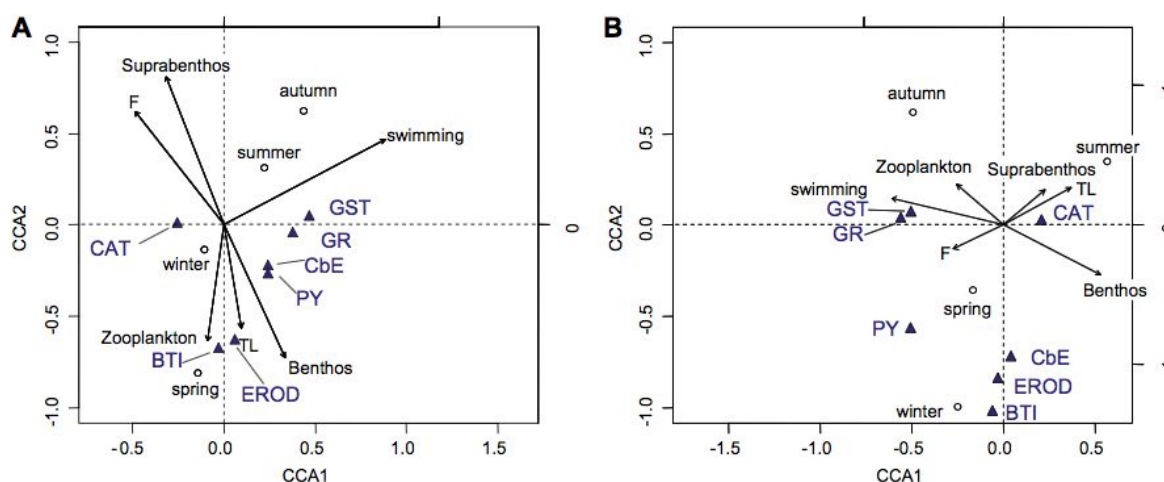 A
1.0
0.5
0.0
-0.5
-1.0
CCA2
Suprabenthos
F
autumn
swimming
summer
GST
GR
CAT
winter
CbE
PY
Zooplankton
BTI
TL
Benthos
spring
EROD
-0.5
0.0
0.5
1.0
1.5
CCA1
0
B
1.0
0.5
0.0
-0.5
-1.0
CCA2
autumn
summer
Zooplankton
Suprabenthos
swimming
TL
GST
CAT
GR
F
Benthos
spring
PY
CbE
EROD
winter
BTI
-1.5
-1.0
-0.5
0.0
0.5
CCA1